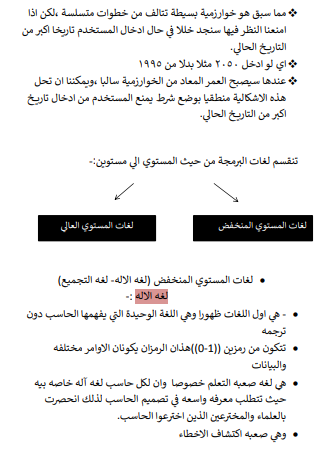 ❖ مما سبق هو خوارزمية بسيطة تتالف من خطوات متسلسة ،لكن اذا
امنعنا النظر فيها سنجد خللا في حال ادخال المستخدم تاريخا اكبر من
التاريخ الحالي.
❖ اي لو ادخل ٢٠٥٠ مثلا بدلا من ١٩٩٥
❖ عندها سيصبح العمر المعاد من الخوارزمية سالبا ،ويمكننا ان تحل
هذه الاشكالية منطقيا بوضع شرط يمنع المستخدم من ادخال تاريخ
اكبر من التاريخ الحالي.
تنقسم لغات البرمجة من حيث المستوي الي مستوين:-
لغات المستوي المنخفض
لغات المستوي العالي
• لغات المستوي المنخفض (لغه الاله- لغه التجميع)
لغه الاله :-
• - هي اول اللغات ظهورا وهي اللغة الوحيدة التي يفهمها الحاسب دون
ترجمه
• تتكون من رمزين ((0-1))هذان الرمزان يكونان الاوامر مختلفه
والبيانات
• هي لغه صعبه التعلم خصوصا وان لكل حاسب لغه آله خاصه بيه
حيث تتطلب معرفه واسعه في تصميم الحاسب لذلك انحصرت
بالعلماء والمخترعين الذين اخترعوا الحاسب.
• وهي صعبه اكتشاف الاخطاء